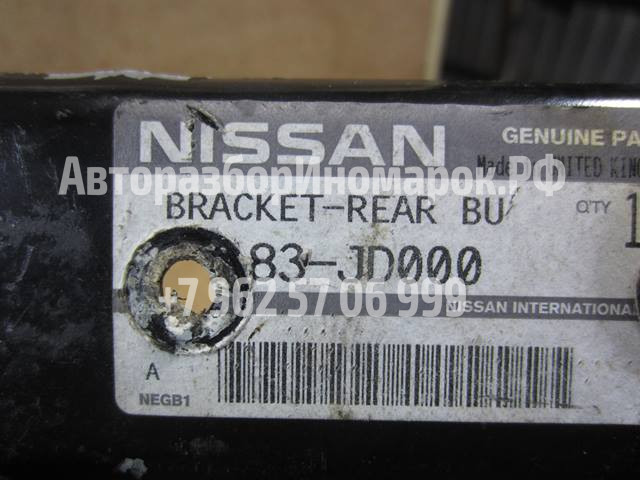 NISSAN
GENUINE PA
Made UNITED KING
АвторазборИномарок.РФ
BRACKET-REAR BU
QTY 1
83-JD000
+7 962 57 06 999
NISSAN INTERNATIONAL
A
NEGB1